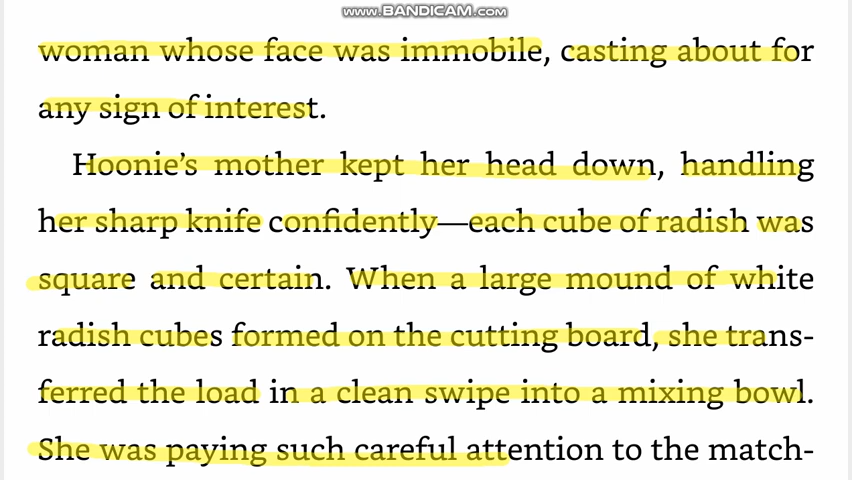 www.BANDICAM.com
woman whose face was immobile, casting about for
any sign of interest.
Hoonie’s mother kept her head down, handling
her sharp knife confidently—each cube of radish was
square and certain. When a large mound of white
radish cubes formed on the cutting board, she trans-
ferred the load in a clean swipe into a mixing bowl.
She was paying such careful attention to the match-